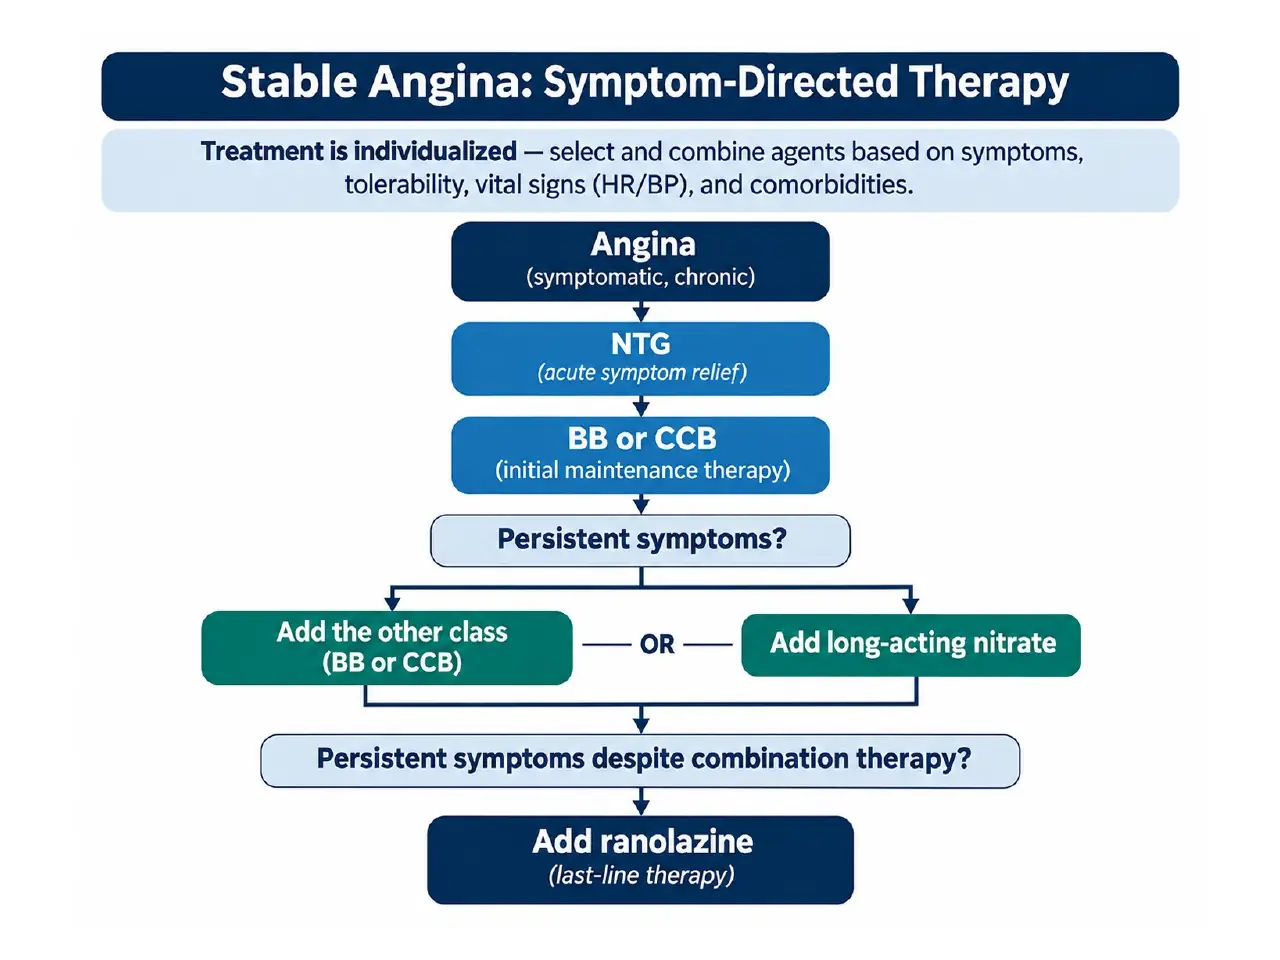 Stable Angina: Symptom-Directed Therapy
Treatment is individualized — select and combine agents based on symptoms,
tolerability, vital signs (HR/BP), and comorbidities.
Angina
(symptomatic, chronic)
NTG
(acute symptom relief)
BB or CCB
(initial maintenance therapy)
Persistent symptoms?
Add the other class
(BB or CCB)
OR
Add long-acting nitrate
Persistent symptoms despite combination therapy?
Add ranolazine
(last-line therapy)